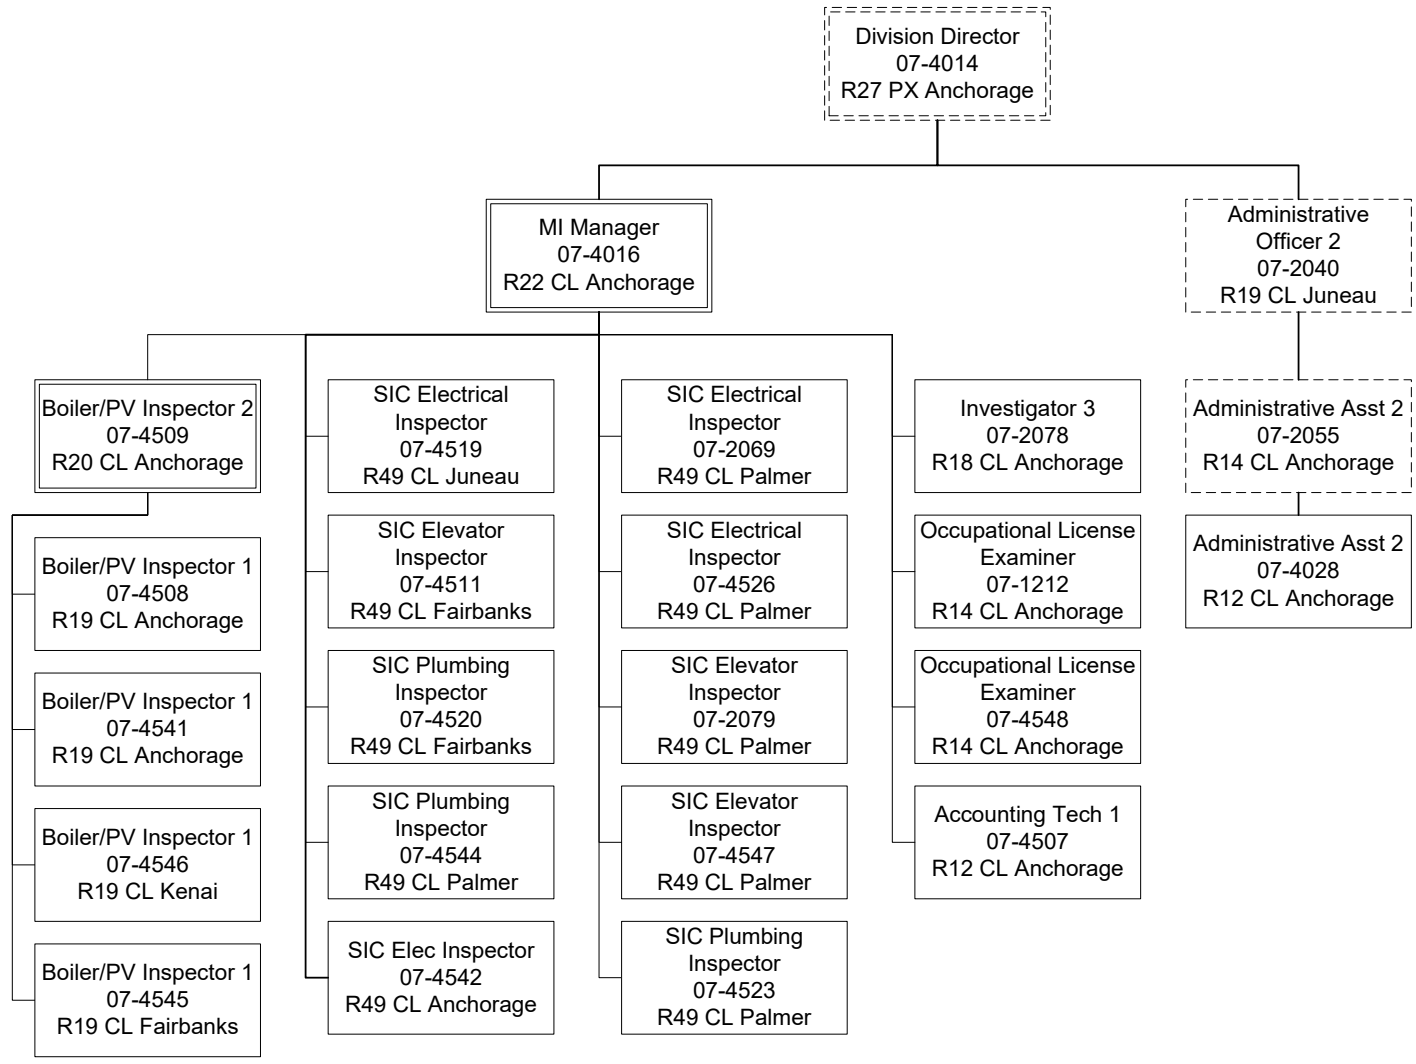 Division Director
07-4014
R27 PX Anchorage
MI Manager
07-4016
R22 CL Anchorage
Administrative
Officer 2
07-2040
R19 CL Juneau
Boiler/PV Inspector 2
07-4509
R20 CL Anchorage
Boiler/PV Inspector 1
07-4508
R19 CL Anchorage
Boiler/PV Inspector 1
07-4541
R19 CL Anchorage
Boiler/PV Inspector 1
07-4546
R19 CL Kenai
Boiler/PV Inspector 1
07-4545
R19 CL Fairbanks
SIC Electrical
Inspector
07-4519
R49 CL Juneau
SIC Elevator
Inspector
07-4511
R49 CL Fairbanks
SIC Plumbing
Inspector
07-4520
R49 CL Fairbanks
SIC Plumbing
Inspector
07-4544
R49 CL Palmer
SIC Elec Inspector
07-4542
R49 CL Anchorage
SIC Electrical
Inspector
07-2069
R49 CL Palmer
SIC Electrical
Inspector
07-4526
R49 CL Palmer
SIC Elevator
Inspector
07-2079
R49 CL Palmer
SIC Elevator
Inspector
07-4547
R49 CL Palmer
SIC Plumbing
Inspector
07-4523
R49 CL Palmer
Investigator 3
07-2078
R18 CL Anchorage
Occupational License
Examiner
07-1212
R14 CL Anchorage
Occupational License
Examiner
07-4548
R14 CL Anchorage
Accounting Tech 1
07-4507
R12 CL Anchorage
Administrative Asst 2
07-2055
R14 CL Anchorage
Administrative Asst 2
07-4028
R12 CL Anchorage